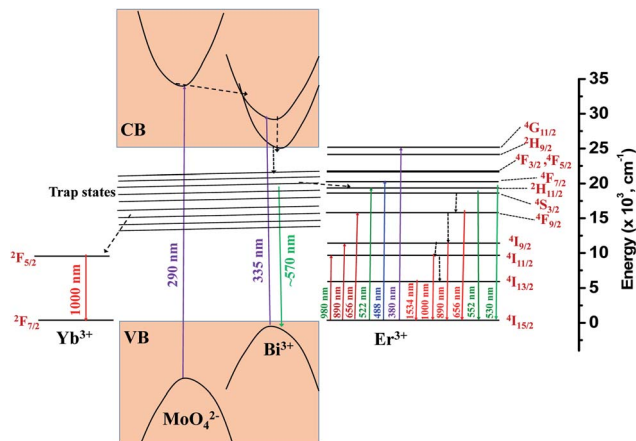 CB
Trap states
²F₅/₂
1000 nm
²F₇/₂
Yb³⁺
290 nm
335 nm
~570 nm
VB
Bi³⁺
MoO₄²⁻
980 nm
890 nm
656 nm
522 nm
488 nm
380 nm
1534 nm
1000 nm
890 nm
656 nm
552 nm
530 nm
Er³⁺
⁴G₁₁/₂
²H₉/₂
⁴F₃/₂,⁴F₅/₂
⁴F₇/₂
²H₁₁/₂
⁴S₃/₂
⁴F₉/₂
⁴I₉/₂
⁴I₁₁/₂
⁴I₁₃/₂
⁴I₁₅/₂
35
30
25
20
15
10
5
0
Energy (x 10³, cm⁻¹)